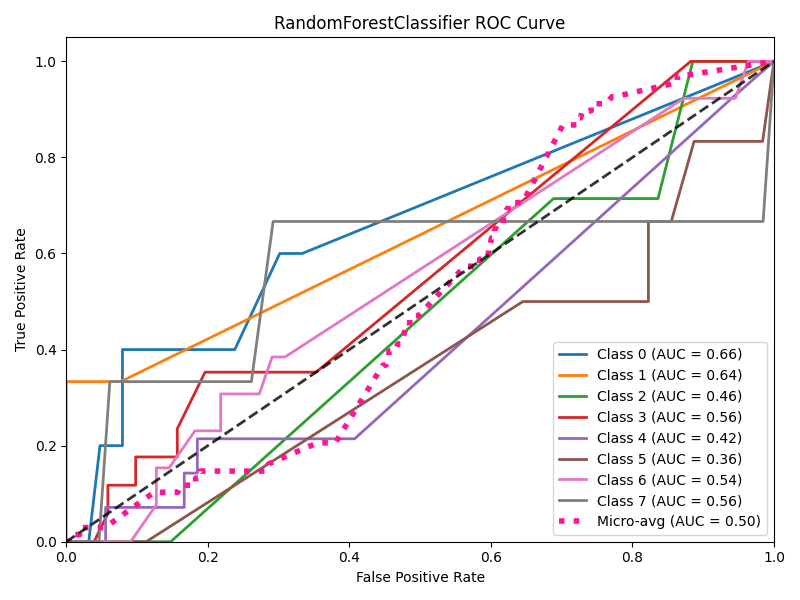 RandomForestClassifier ROC Curve
1.0
0.8
0.6
0.4
0.2
0.0
True Positive Rate
Class 0 (AUC = 0.66)
Class 1 (AUC = 0.64)
Class 2 (AUC = 0.46)
Class 3 (AUC = 0.56)
Class 4 (AUC = 0.42)
Class 5 (AUC = 0.36)
Class 6 (AUC = 0.54)
Class 7 (AUC = 0.56)
Micro-avg (AUC = 0.50)
0.0 0.2 0.4 0.6 0.8 1.0
False Positive Rate